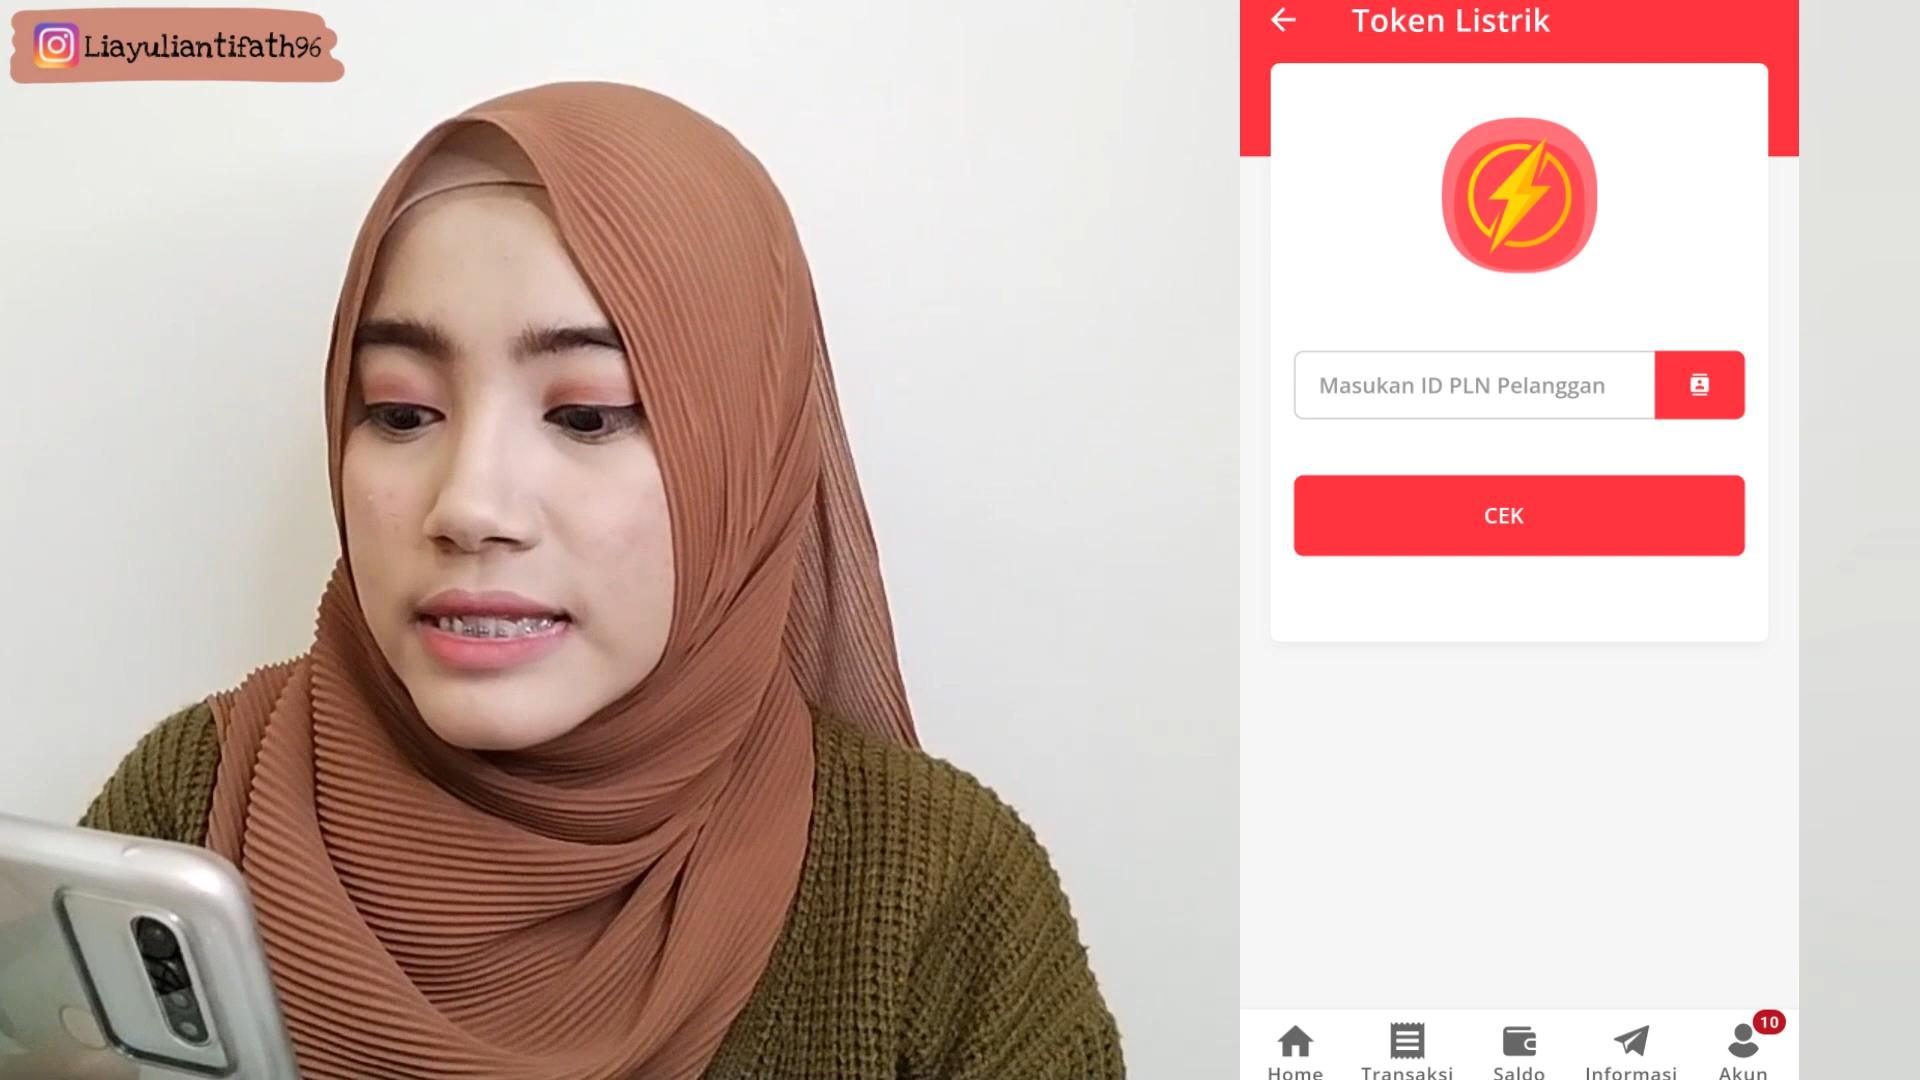 Liayuliantifath96
Token Listrik
Masukan ID PLN Pelanggan
CEK
10
Home Transaksi Saldo Informasi Akun